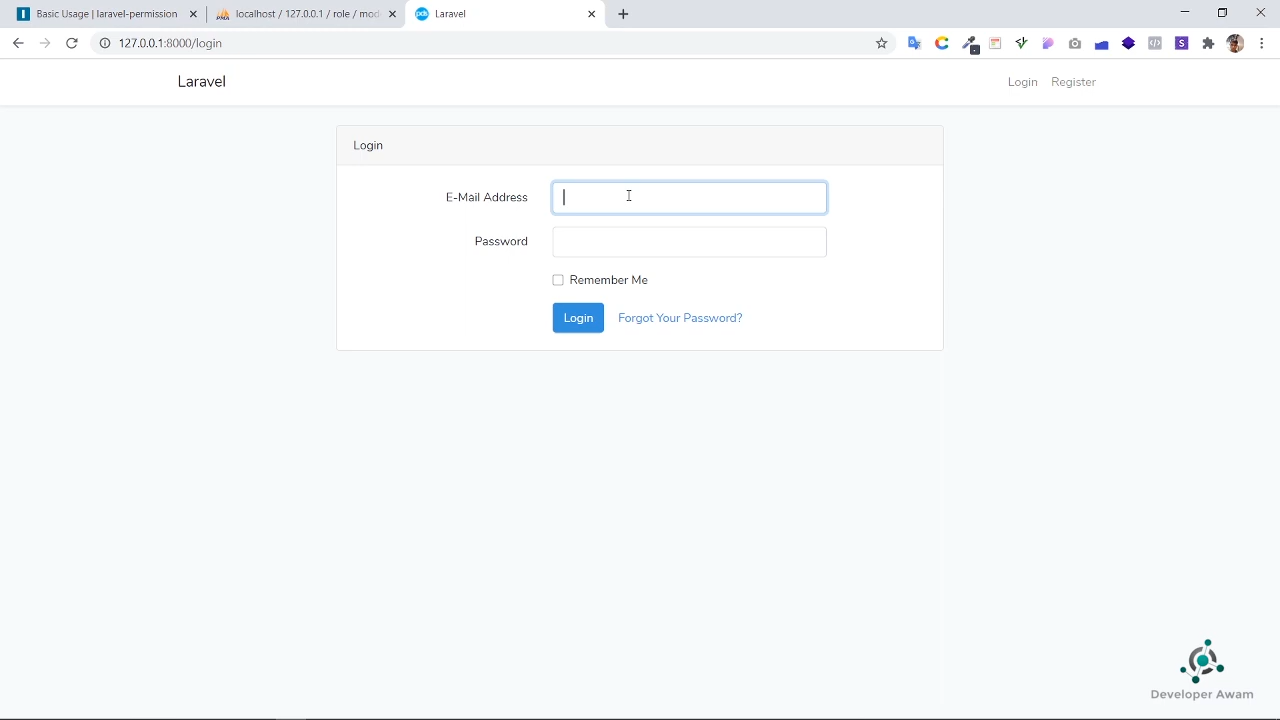 Basic Usage | laravel-permission
localhost / 127.0.0.1 / role / mod
Laravel
127.0.0.1:8000/login
Laravel
Login Register
Login
E-Mail Address
Password
Remember Me
Login Forgot Your Password?
Developer Awam